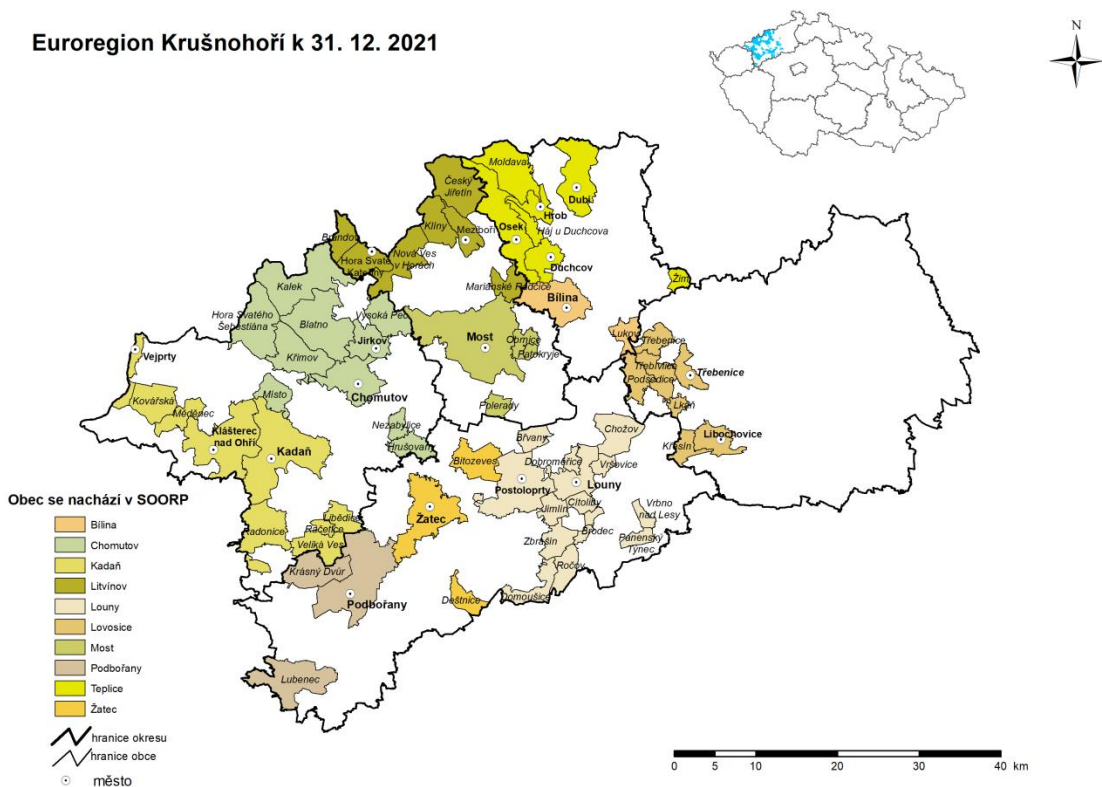 Euroregion Krušnohoří k 31. 12. 2021
N
Moldava
Český
Jiřetín
Dubí
Hrob
Klíny
Meziboří
Osek
Háj u Duchcova
Brandov
Nová Ves
v Horách
Hora Svaté
Kateřiny
Duchcov
Kalek
Mariánské Radčice
Žim
Bílina
Hora Svatého
Šebestiána
Vysoká Pec
Blatno
Lukov
Obrnice
Třebenice
Most
Jirkov
Patokryje
Vejprty
Křimov
Třebívlice
Třebenice
Podsedice
Chomutov
Kovářská
Místo
Polerady
Lkáň
Měděnec
Nezabylice
Chožov
Klášterec
nad Ohří
Břvany
Libochovice
Hrušovany
Křesín
Kadaň
Bitozeves
Dobroměřice
Vršovice
Postoloprty
Louny
Obec se nachází v SOORP
Žatec
Cítoliby
Vrbno
nad Lesy
Jimlín
Libědice
Bílina
Račetice
Radonice
Brodec
Chomutov
Veliká Ves
Zbrašín
Panenský
Týnec
Kadaň
Krásný Dvůr
Ročov
Litvínov
Podbořany
Deštnice
Domoušice
Louny
Lovosice
Most
Podbořany
Lubenec
Teplice
Žatec
hranice okresu
hranice obce
město
0 5 10 20 30 40
km